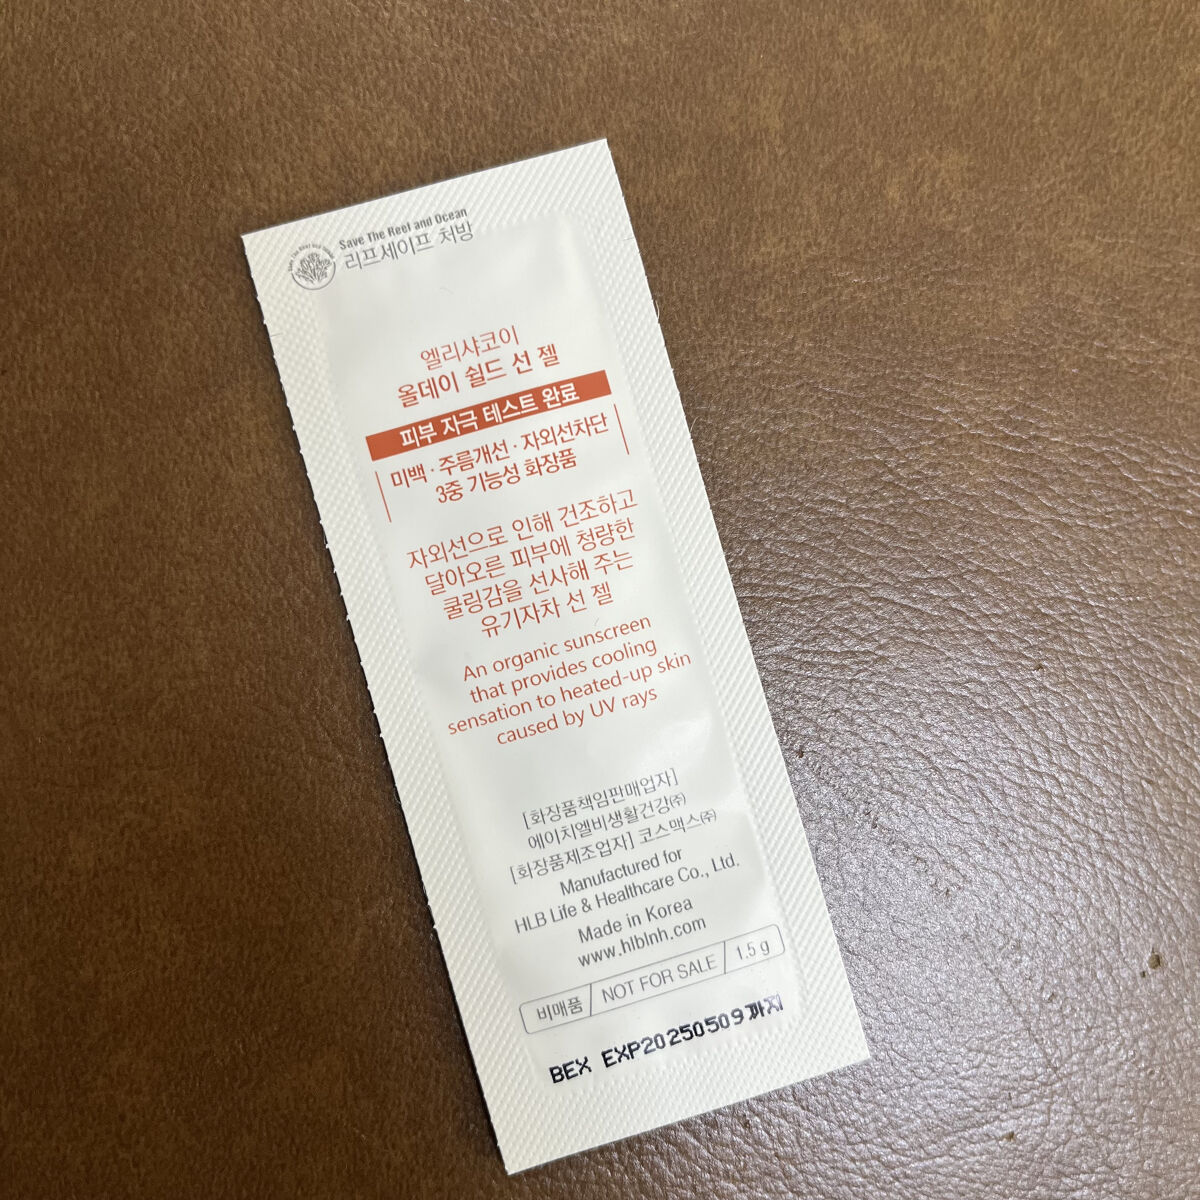 Save The Reef and Ocean
Save The Reef and Ocean
리프세이프 처방
엘리샤코이
올데이 쉴드 선 젤
피부 자극 테스트 완료
미백 · 주름개선 · 자외선차단
3중 기능성 화장품
자외선으로 인해 건조하고
달아오른 피부에 청량한
쿨링감을 선사해 주는
유기자차 선 젤
An organic sunscreen
that provides cooling
sensation to heated-up skin
caused by UV rays
[화장품책임판매업자]
에이치엘비생활건강㈜
[화장품제조업자] 코스맥스㈜
Manufactured for
HLB Life & Healthcare Co., Ltd.
Made in Korea
www.hlblnh.com
비매품 NOT FOR SALE 1.5 g
BEX EXP20250509까지